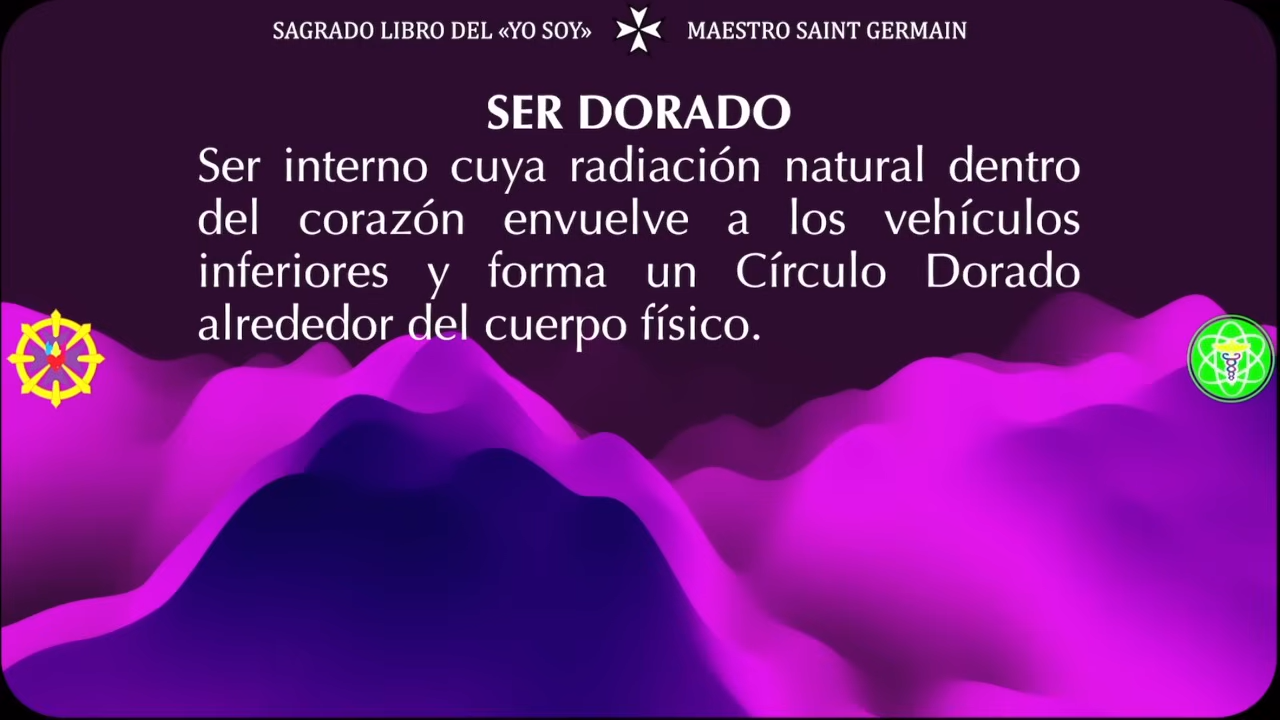 SAGRADO LIBRO DEL «YO SOY» MAESTRO SAINT GERMAIN
SER DORADO
Ser interno cuya radiación natural dentro
del corazón envuelve a los vehículos
inferiores y forma un Círculo Dorado
alrededor del cuerpo físico.